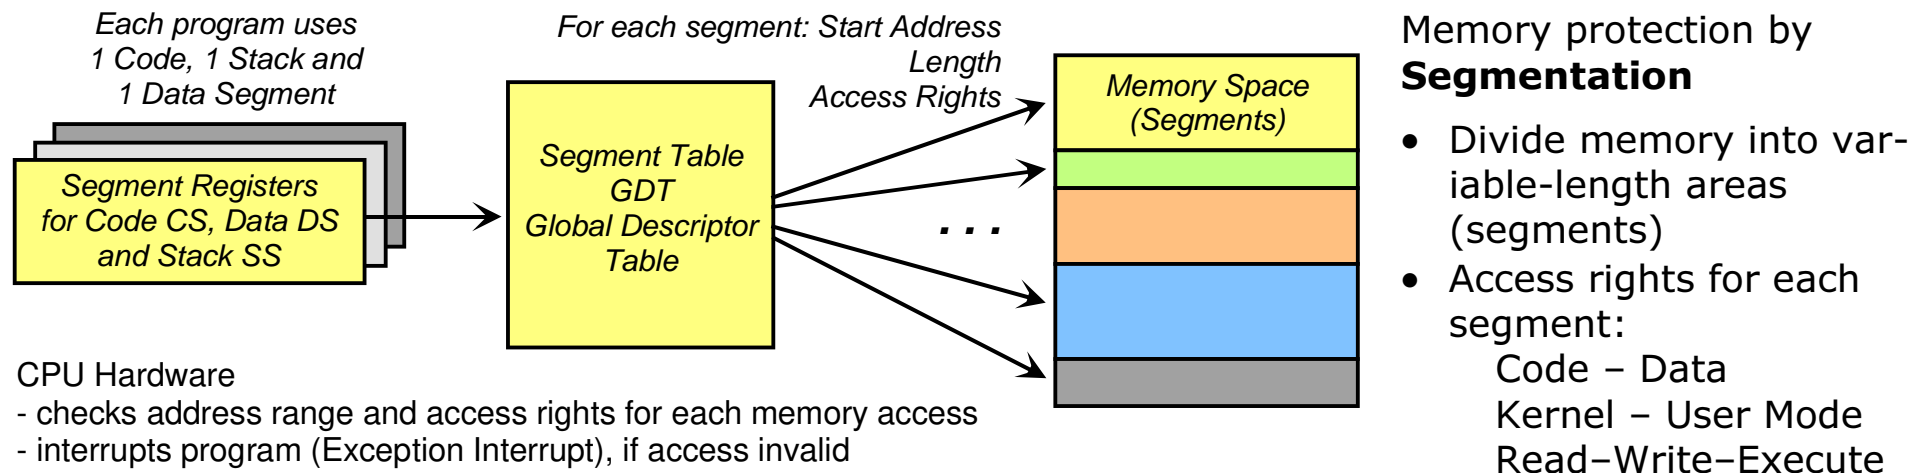 Each program uses
1 Code, 1 Stack and
1 Data Segment
Segment Registers
for Code CS, Data DS
and Stack SS
Segment Table
GDT
Global Descriptor
Table
For each segment: Start Address
Length
Access Rights
. . .
Memory Space
(Segments)
CPU Hardware
- checks address range and access rights for each memory access
- interrupts program (Exception Interrupt), if access invalid
Memory protection by
Segmentation
• Divide memory into var-
iable-length areas
(segments)
• Access rights for each
segment:
Code – Data
Kernel – User Mode
Read–Write–Execute